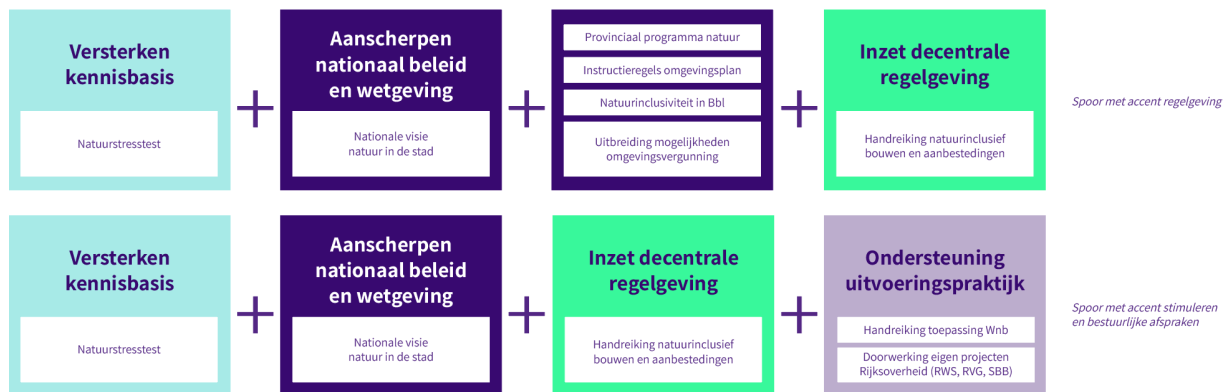 Versterken
kennisbasis
Natuurstresstest
Aanscherpen
nationaal beleid
en wetgeving
Nationale visie
natuur in de stad
Provinciaal programma natuur
Instructieregels omgevingsplan
Natuurinclusiviteit in Bbl
Uitbreiding mogelijkheden
omgevingsvergunning
Inzet decentrale
regelgeving
Handreiking natuurinclusief
bouwen en aanbestedingen
Spoor met accent regelgeving
Versterken
kennisbasis
Natuurstresstest
Aanscherpen
nationaal beleid
en wetgeving
Nationale visie
natuur in de stad
Inzet decentrale
regelgeving
Handreiking natuurinclusief
bouwen en aanbestedingen
Ondersteuning
uitvoeringspraktijk
Handreiking toepassing Wnb
Doorwerking eigen projecten
Rijksoverheid (RWS, RVG, SBB)
Spoor met accent stimuleren
en bestuurlijke afspraken